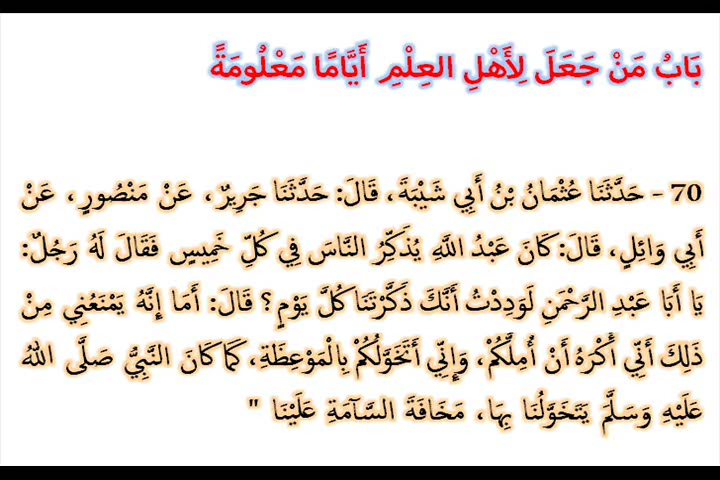 بَابُ مَنْ جَعَلَ لِأَهْلِ العِلْمِ أَيَّامًا مَعْلُومَةً
70 - حَدَّثَنَا عُثْمَانُ بْنُ أَبِي شَيْبَةَ، قَالَ: حَدَّثَنَا جَرِيرٌ، عَنْ مَنْصُورٍ، عَنْ
أَبِي وَائِلٍ، قَالَ: كَانَ عَبْدُ اللَّهِ يُذَكِّرُ النَّاسَ فِي كُلِّ خَمِيسٍ فَقَالَ لَهُ رَجُلٌ:
يَا أَبَا عَبْدِ الرَّحْمَنِ لَوَدِدْتُ أَنَّكَ ذَكَّرْتَنَا كُلَّ يَوْمٍ؟ قَالَ: أَمَا إِنَّهُ يَمْنَعُنِي مِنْ
ذَلِكَ أَنِّي أَكْرَهُ أَنْ أُمِلَّكُمْ، وَإِنِّي أَتَخَوَّلُكُمْ بِالْمَوْعِظَةِ، كَمَا كَانَ النَّبِيُّ صَلَّى اللهُ
عَلَيْهِ وَسَلَّمَ يَتَخَوَّلُنَا بِهَا، مَخَافَةَ السَّآمَةِ عَلَيْنَا "